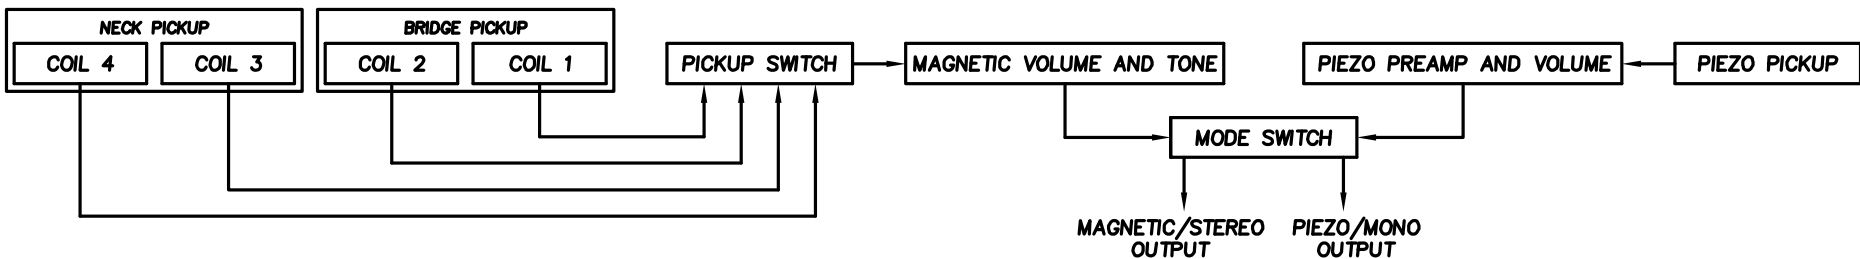 NECK PICKUP
COIL 4
COIL 3
BRIDGE PICKUP
COIL 2
COIL 1
PICKUP SWITCH
MAGNETIC VOLUME AND TONE
PIEZO PREAMP AND VOLUME
PIEZO PICKUP
MODE SWITCH
MAGNETIC/STEREO
OUTPUT
PIEZO/MONO
OUTPUT